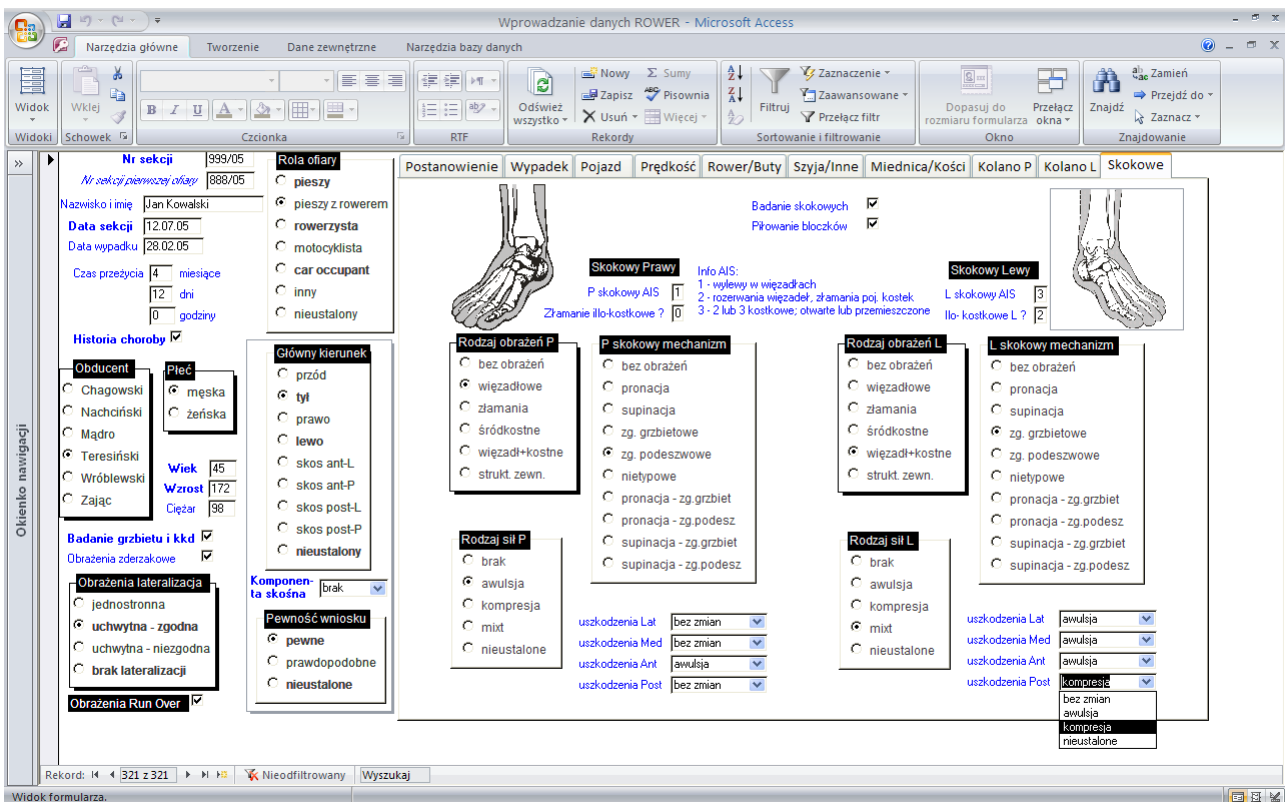 Wprowadzanie danych ROWER - Microsoft Access
Narzędzia główne Tworzenie Dane zewnętrzne Narzędzia bazy danych
Widok
Wklej
B I U A
Odśwież wszystko
Nowy
Zapisz
Usuń
Sumy
Pisownia
Więcej
Filtruj
Zaznaczenie
Zaawansowane
Przełącz filtr
Dopasuj do rozmiaru formularza
Przełącz okna
Znajdź
Zamień
Przejdź do
Zaznacz
Widoki Schowek Czcionka RTF Rekordy Sortowanie i filtrowanie Okno Znajdowanie
Okienko nawigacji
Nr sekcji 999/05
Nr sekcji pierwszej ofiary 888/05
Nazwisko i imię Jan Kowalski
Data sekcji 12.07.05
Data wypadku 28.02.05
Czas przeżycia 4 miesiące
12 dni
0 godziny
Historia choroby
Obducent
Chagowski
Nachciński
Mądro
Teresiński
Wróblewski
Zając
Płeć
męska
żeńska
Wiek 45
Wzrost 172
Ciężar 98
Badanie grzbietu i kkd
Obrażenia zderzakowe
Obrażenia lateralizacja
jednostronna
uchwytna - zgodna
uchwytna - niezgodna
brak lateralizacji
Obrażenia Run Over
Rola ofiary
pieszy
pieszy z rowerem
rowerzysta
motocyklista
car occupant
inny
nieustalony
Główny kierunek
przód
tył
prawo
lewo
skos ant-L
skos ant-P
skos post-L
skos post-P
nieustalony
Komponen-
ta skośna brak
Pewność wniosku
pewne
prawdopodobne
nieustalone
Postanowienie Wypadek Pojazd Prędkość Rower/Buty Szyja/Inne Miednica/Kości Kolano P Kolano L Skokowe
Badanie skokowych
Piłowanie bloczków
Skokowy Prawy
P skokowy AIS 1
Złamanie illo-kostkowe ? 0
Info AIS:
1 - wylewy w więzadłach
2 - rozerwania więzadeł, złamania poj. kostek
3 - 2 lub 3 kostkowe; otwarte lub przemieszczone
Skokowy Lewy
L skokowy AIS 3
Illo- kostkowe L ? 2
Rodzaj obrażeń P
bez obrażeń
więzadłowe
złamania
śródkostne
więzadł+kostne
strukt. zewn.
P skokowy mechanizm
bez obrażeń
pronacja
supinacja
zg. grzbietowe
zg. podeszwowe
nietypowe
pronacja - zg.grzbiet
pronacja - zg.podesz
supinacja - zg.grzbiet
supinacja - zg.podesz
Rodzaj sił P
brak
awulsja
kompresja
mixt
nieustalone
uszkodzenia Lat bez zmian
uszkodzenia Med bez zmian
uszkodzenia Ant awulsja
uszkodzenia Post bez zmian
Rodzaj obrażeń L
bez obrażeń
więzadłowe
złamania
śródkostne
więzadł+kostne
strukt. zewn.
L skokowy mechanizm
bez obrażeń
pronacja
supinacja
zg. grzbietowe
zg. podeszwowe
nietypowe
pronacja - zg.grzbiet
pronacja - zg.podesz
supinacja - zg.grzbiet
supinacja - zg.podesz
Rodzaj sił L
brak
awulsja
kompresja
mixt
nieustalone
uszkodzenia Lat awulsja
uszkodzenia Med awulsja
uszkodzenia Ant awulsja
uszkodzenia Post kompresja
bez zmian
awulsja
kompresja
nieustalone
Rekord: 321 z 321 Nieodfiltrowany Wyszukaj
Widok formularza.